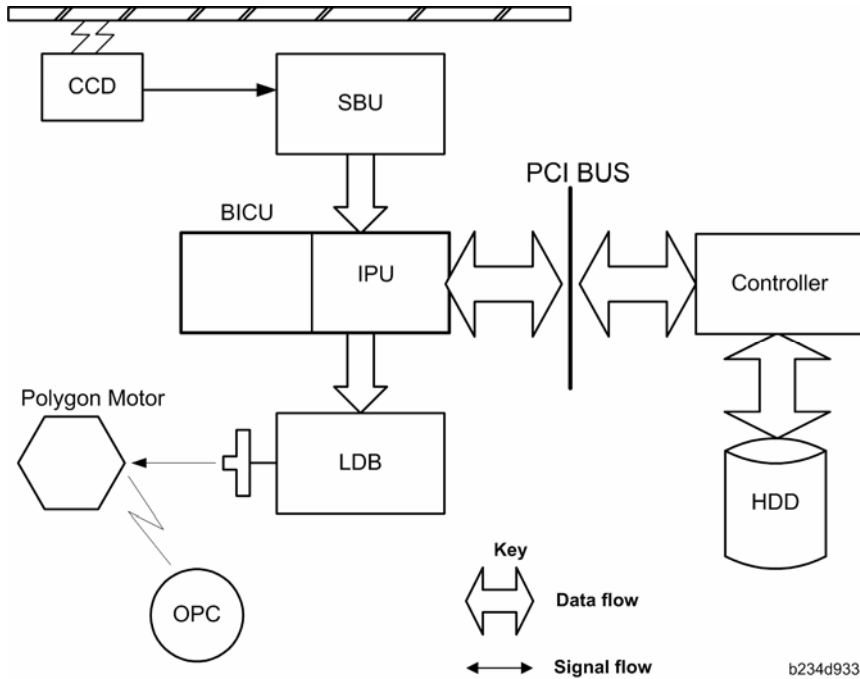 CCD
SBU
PCI BUS
BICU
IPU
Controller
Polygon Motor
LDB
HDD
Key
Data flow
OPC
Signal flow
b234d933